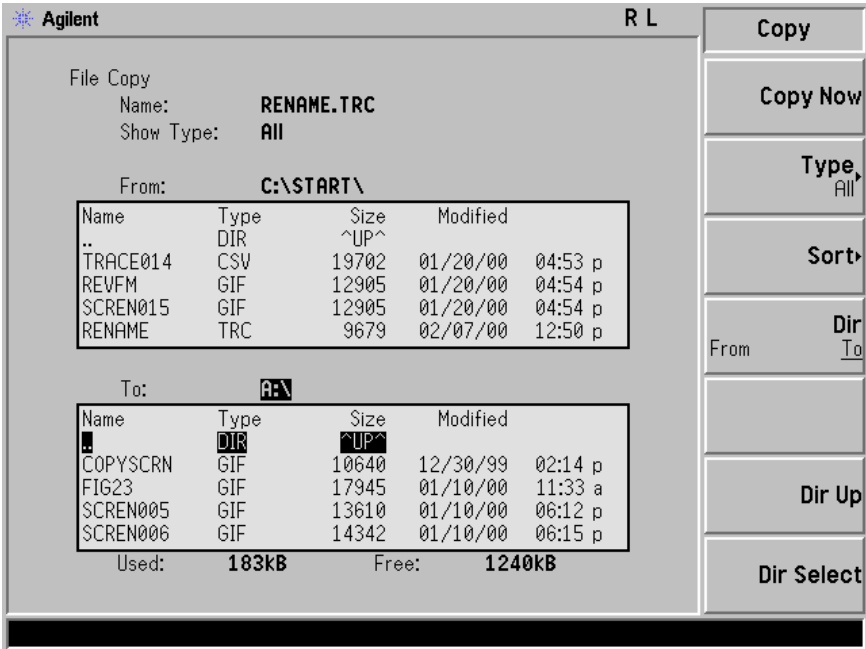 Agilent R L
File Copy
Name: RENAME.TRC
Show Type: All
From: C:\START\
Name Type Size Modified
.. DIR ^UP^
TRACE014 CSV 19702 01/20/00 04:53 p
REVFM GIF 12905 01/20/00 04:54 p
SCREN015 GIF 12905 01/20/00 04:54 p
RENAME TRC 9679 02/07/00 12:50 p
To: A:\
Name Type Size Modified
.. DIR ^UP^
COPYSCRN GIF 10640 12/30/99 02:14 p
FIG23 GIF 17945 01/10/00 11:33 a
SCREN005 GIF 13610 01/10/00 06:12 p
SCREN006 GIF 14342 01/10/00 06:15 p
Used: 183kB Free: 1240kB
Copy
Copy Now
Type
All
Sort
Dir
From To
Dir Up
Dir Select